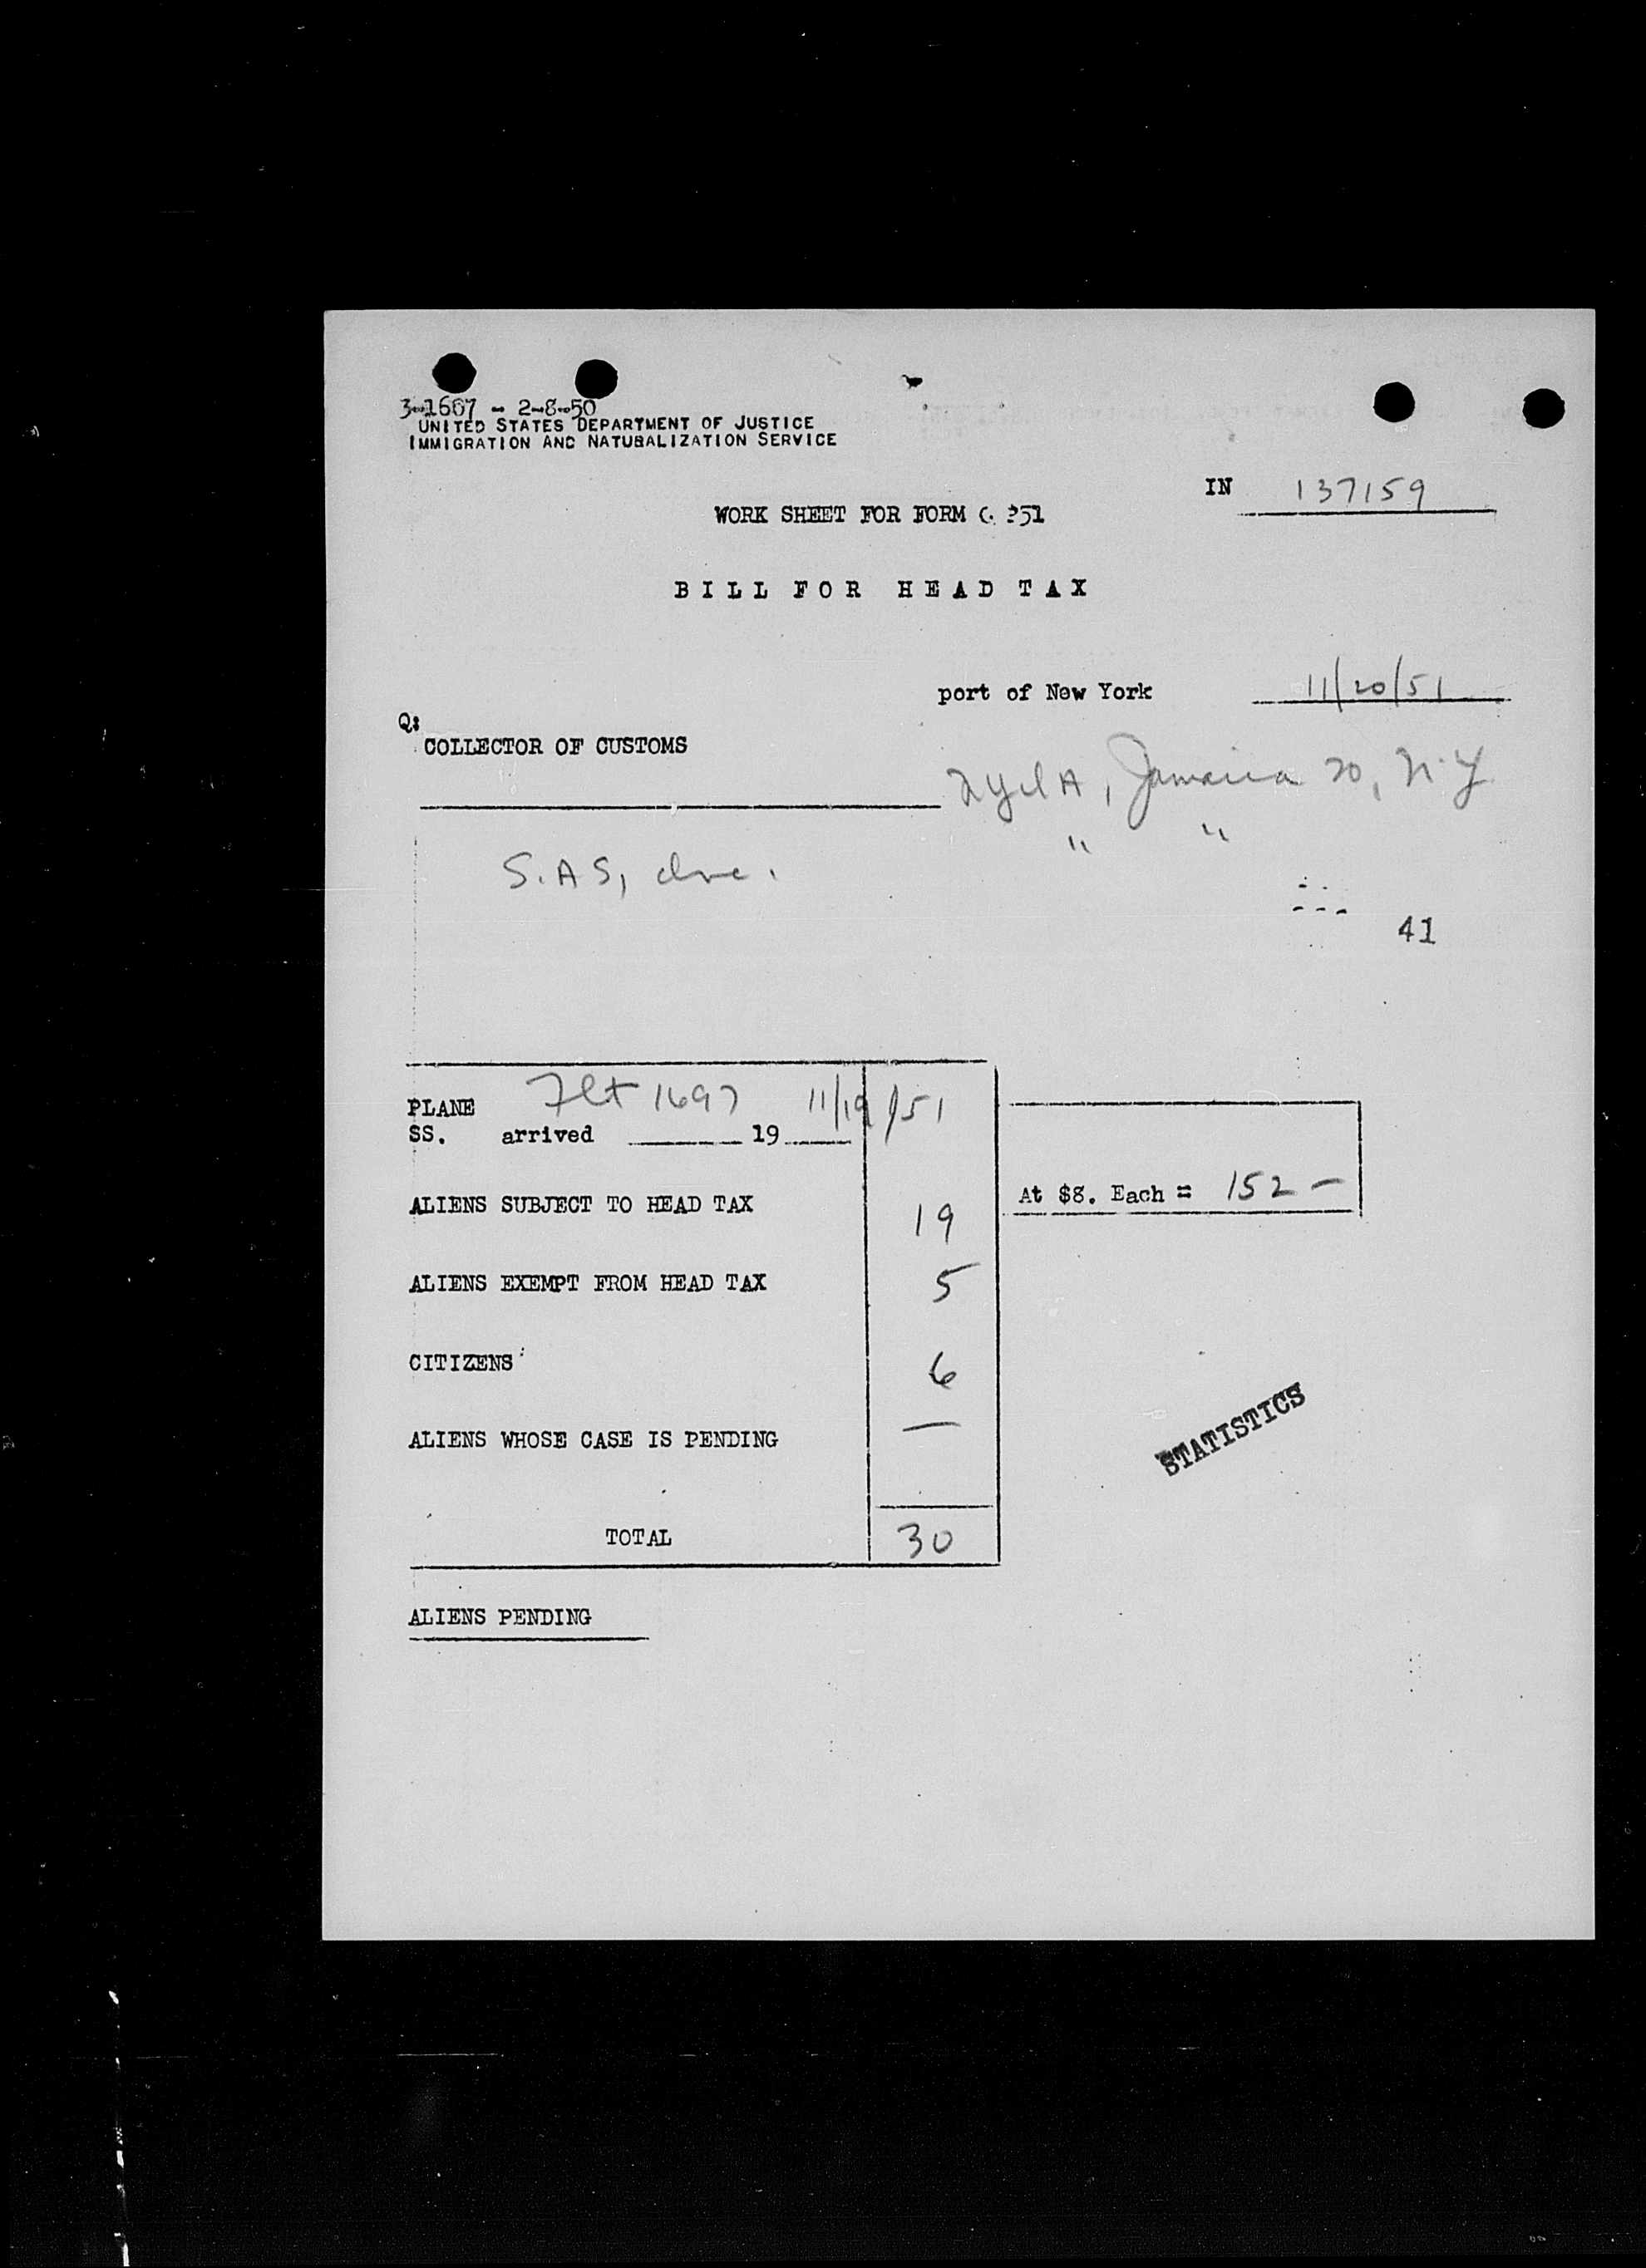 3-1667 - 2-8-50
UNITED STATES DEPARTMENT OF JUSTICE
IMMIGRATION AND NATURALIZATION SERVICE
IN 137159
WORK SHEET FOR FORM 351
BILL FOR HEAD TAX
port of New York 11/20/51
Q:
COLLECTOR OF CUSTOMS
Jamaica 20, N.Y
" "
S.A.S, Inc.
41
PLANE Flt 1697 11/19/51
SS. arrived 19
At $8. Each = 152 -
ALIENS SUBJECT TO HEAD TAX 19
ALIENS EXEMPT FROM HEAD TAX 5
CITIZENS 6
ALIENS WHOSE CASE IS PENDING —
STATISTICS
TOTAL 30
ALIENS PENDING